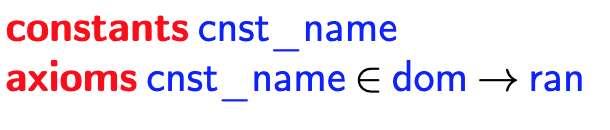 constants cnst_name
axioms cnst_name ∈ dom → ran